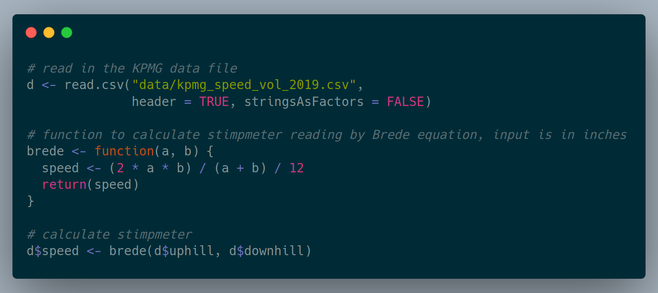 # read in the KPMG data file
d <- read.csv("data/kpmg_speed_vol_2019.csv",
              header = TRUE, stringsAsFactors = FALSE)

# function to calculate stimpmeter reading by Brede equation, input is in inches
brede <- function(a, b) {
  speed <- (2 * a * b) / (a + b) / 12
  return(speed)
}

# calculate stimpmeter
d$speed <- brede(d$uphill, d$downhill)